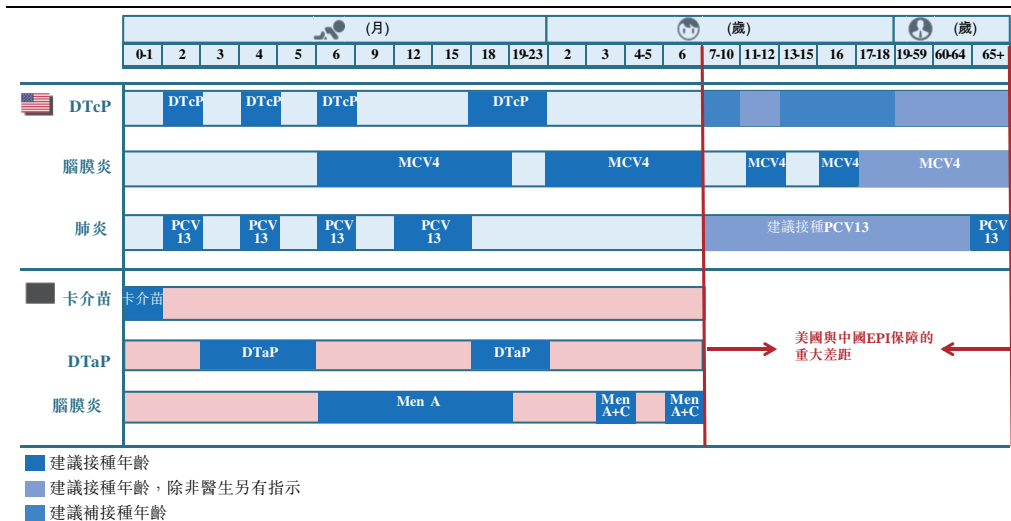 (月) (歲) (歲)
0-1 2 3 4 5 6 9 12 15 18 19-23 2 3 4-5 6 7-10 11-12 13-15 16 17-18 19-59 60-64 65+
DTcP DTcP DTcP DTcP DTcP
腦膜炎 MCV4 MCV4 MCV4 MCV4 MCV4
肺炎 PCV 13 PCV 13 PCV 13 PCV 13 建議接種PCV13 PCV 13
卡介苗 卡介苗
DTaP DTaP DTaP
腦膜炎 Men A Men A+C Men A+C
美國與中國EPI保障的
重大差距
建議接種年齡
建議接種年齡，除非醫生另有指示
建議補接種年齡